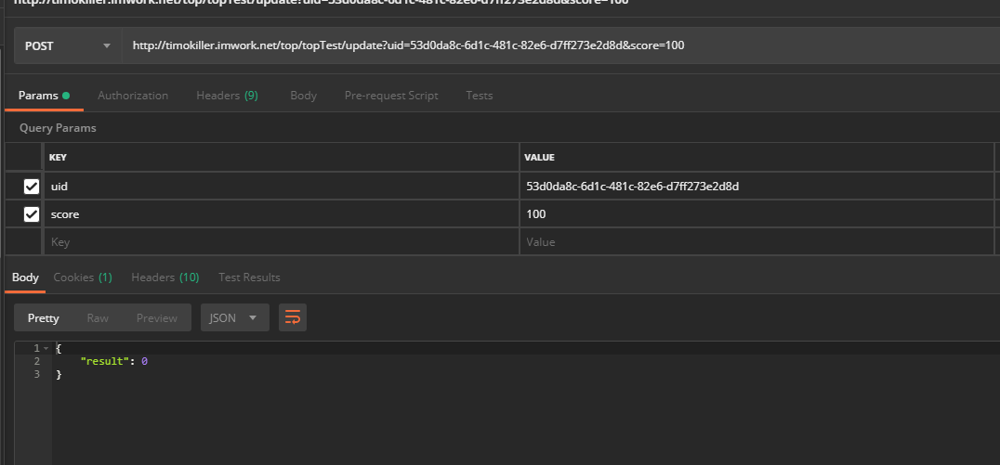 http://timokiller.imwork.net/top/topTest/update?uid=53d0da8c-6d1c-481c-82e6-d7ff273e2d8d&score=100
POST http://timokiller.imwork.net/top/topTest/update?uid=53d0da8c-6d1c-481c-82e6-d7ff273e2d8d&score=100
Params Authorization Headers (9) Body Pre-request Script Tests
Query Params
KEY VALUE
uid 53d0da8c-6d1c-481c-82e6-d7ff273e2d8d
score 100
Key Value
Body Cookies (1) Headers (10) Test Results
Pretty Raw Preview JSON
1 {
2 "result": 0
3 }